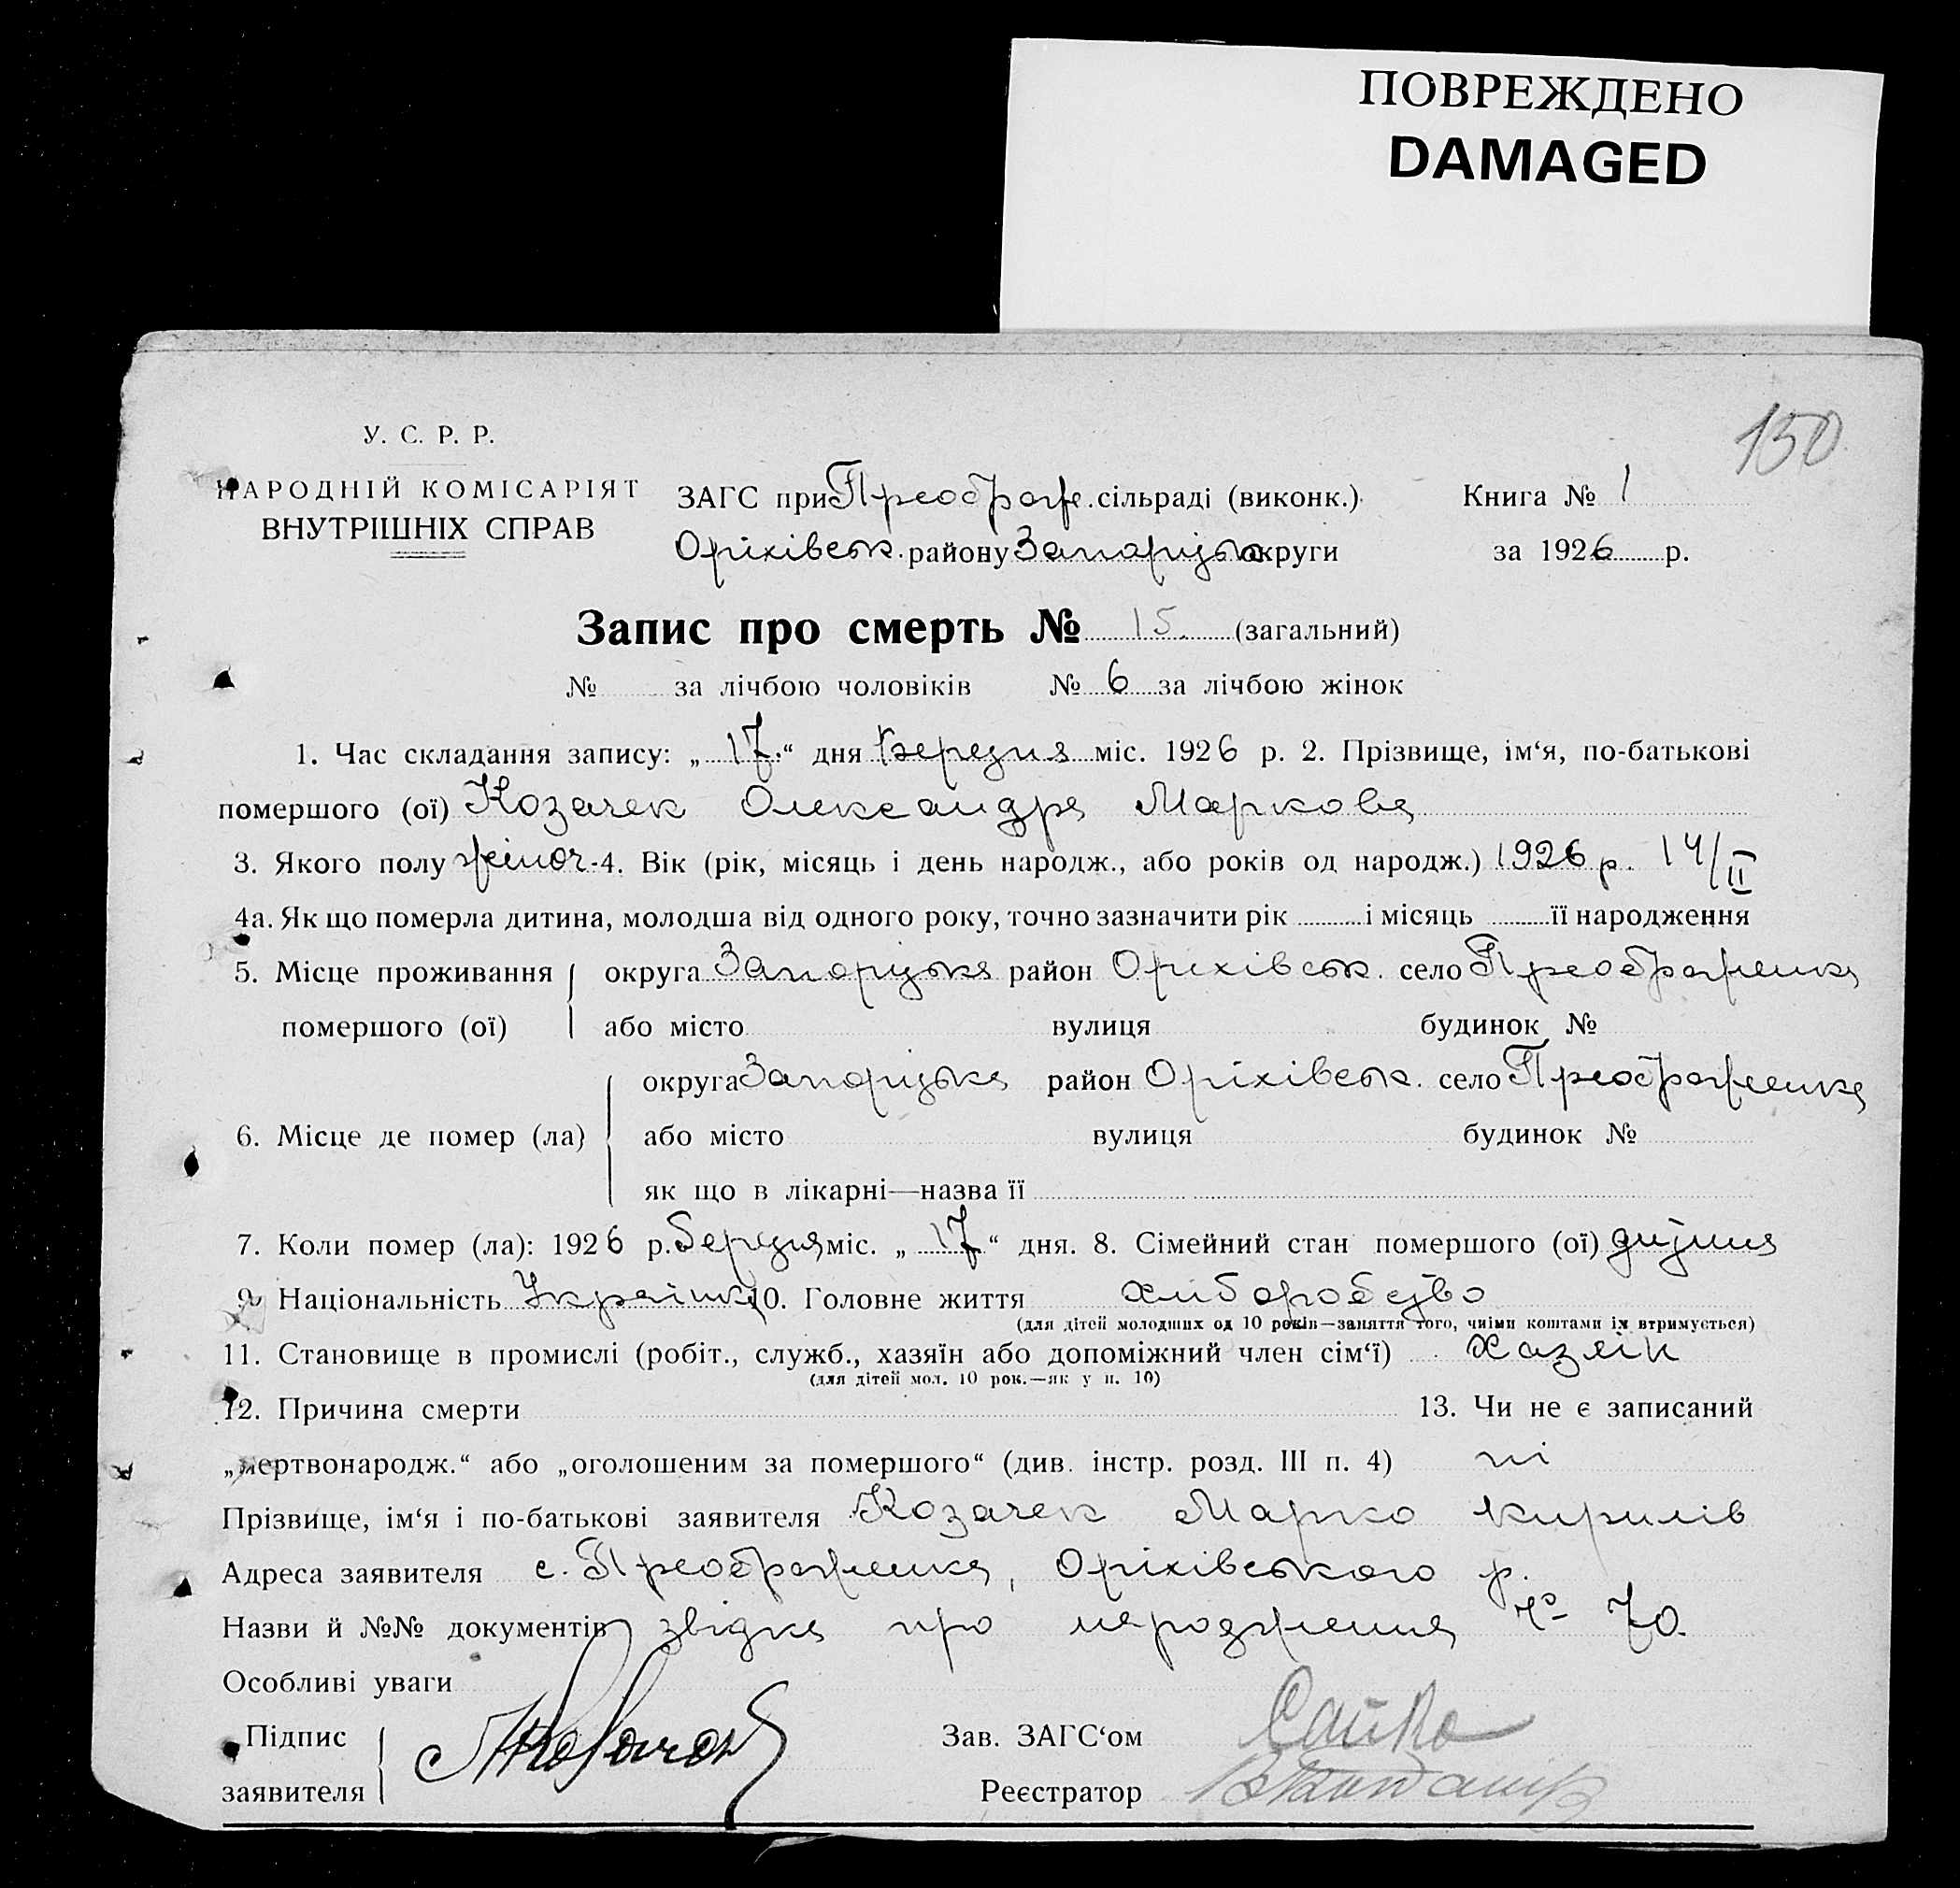 ПОВРЕЖДЕНО
DAMAGED
150
У. С. Р. Р.
НАРОДНІЙ КОМІСАРІЯТ
ВНУТРІШНІХ СПРАВ
ЗАГС при Преображ. сільраді (виконк.)
Оріхівськ. району Запорізьк округи
Книга № 1
за 1926 р.
Запис про смерть № 15. (загальний)
№ за лічбою чоловіків № 6 за лічбою жінок
1. Час складання запису: „17.“ дня березня міс. 1926 р. 2. Прізвище, ім‘я, по-батькові
помершого (ої) Козачек Олександра Маркова
3. Якого полу жіноч. 4. Вік (рік, місяць і день народж., або років од народж.) 1926 р. 14/II
4а. Як що померла дитина, молодша від одного року, точно зазначити рік і місяць її народження
5. Місце проживання помершого (ої) округа Запоріцька район Оріхівськ. село Преображенка
або місто вулиця будинок №
округа Запоріцька район Оріхівськ. село Преображенка
6. Місце де помер (ла) або місто вулиця будинок №
як що в лікарні—назва її
7. Коли помер (ла): 1926 р. березня міс. „17“ дня. 8. Сімейний стан помершого (ої)
9. Національність Українка 10. Головне життя хліборобство
(для дітей молодших од 10 років—заняття того, чиїми коштами їх втримується)
11. Становище в промислі (робіт., служб., хазяїн або допоміжний член сім‘ї) хазяїн
(для дітей мол. 10 рок.—як у п. 10)
12. Причина смерти 13. Чи не є записаний
„мертвонародж.“ або „оголошеним за помершого“ (див. інстр. розд. III п. 4) ні
Прізвище, ім‘я і по-батькові заявителя Козачек Марко Кирилів
Адреса заявителя с. Преображенка, Оріхівського р.
Назви й №№ документів звідка про народження № 70.
Особливі уваги
Підпис заявителя
Зав. ЗАГС‘ом Сайко
Реєстратор